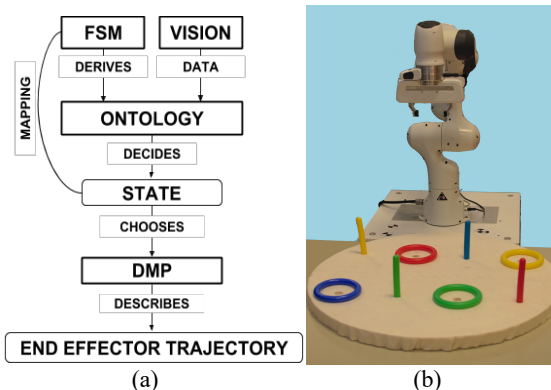 FSM VISION
DERIVES DATA
MAPPING
ONTOLOGY
DECIDES
STATE
CHOOSES
DMP
DESCRIBES
END EFFECTOR TRAJECTORY
(a) (b)